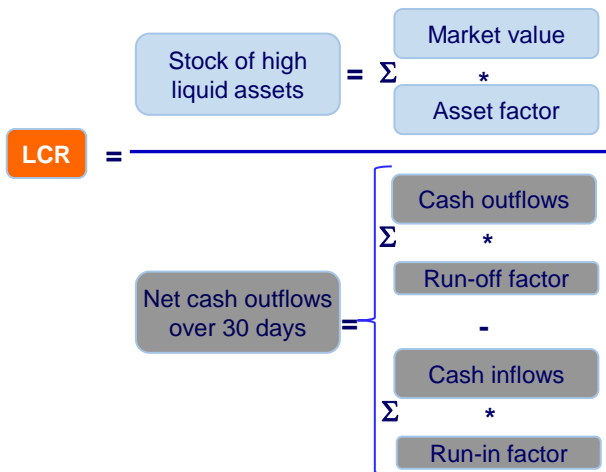 Market value
Stock of high
liquid assets
= Σ *
Asset factor
LCR =
Cash outflows
Σ *
Run-off factor
Net cash outflows
over 30 days
=
-
Cash inflows
Σ *
Run-in factor